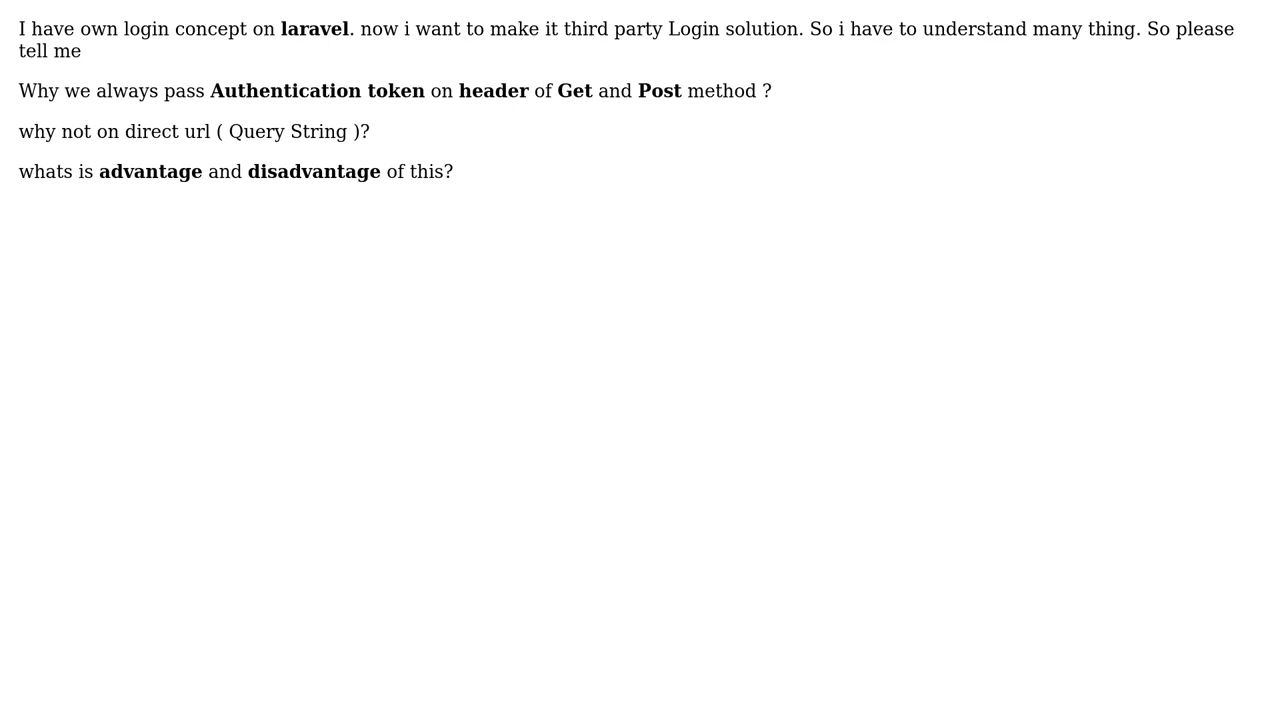 I have own login concept on laravel. now i want to make it third party Login solution. So i have to understand many thing. So please
tell me
Why we always pass Authentication token on header of Get and Post method ?
why not on direct url ( Query String )?
whats is advantage and disadvantage of this?